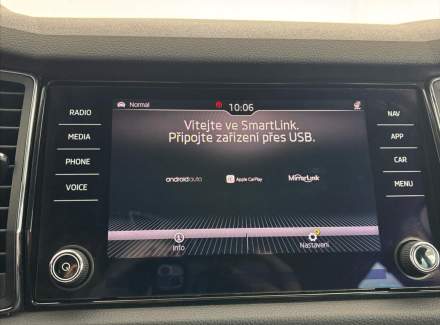 Normal
10:06
RADIO
MEDIA
PHONE
VOICE
Vítejte ve SmartLink.
Připojte zařízení přes USB.
androidauto
Apple CarPlay
MirrorLink
Info
Nastavení
NAV
APP
CAR
MENU